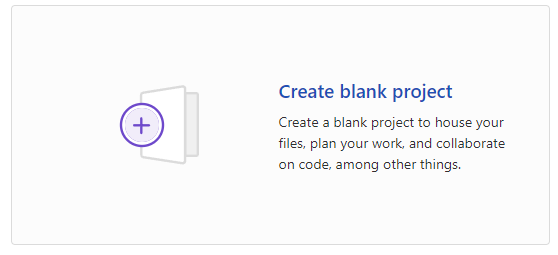 Create blank project
Create a blank project to house your
files, plan your work, and collaborate
on code, among other things.